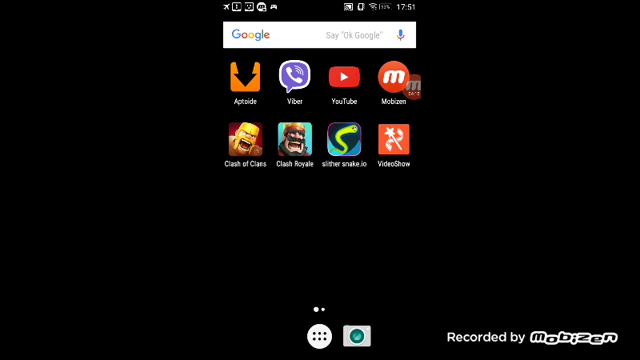 17:51
Google Say "Ok Google"
Aptoide Viber YouTube Mobizen
Clash of Clans Clash Royale slither snake.io VideoShow
Recorded by Mobizen